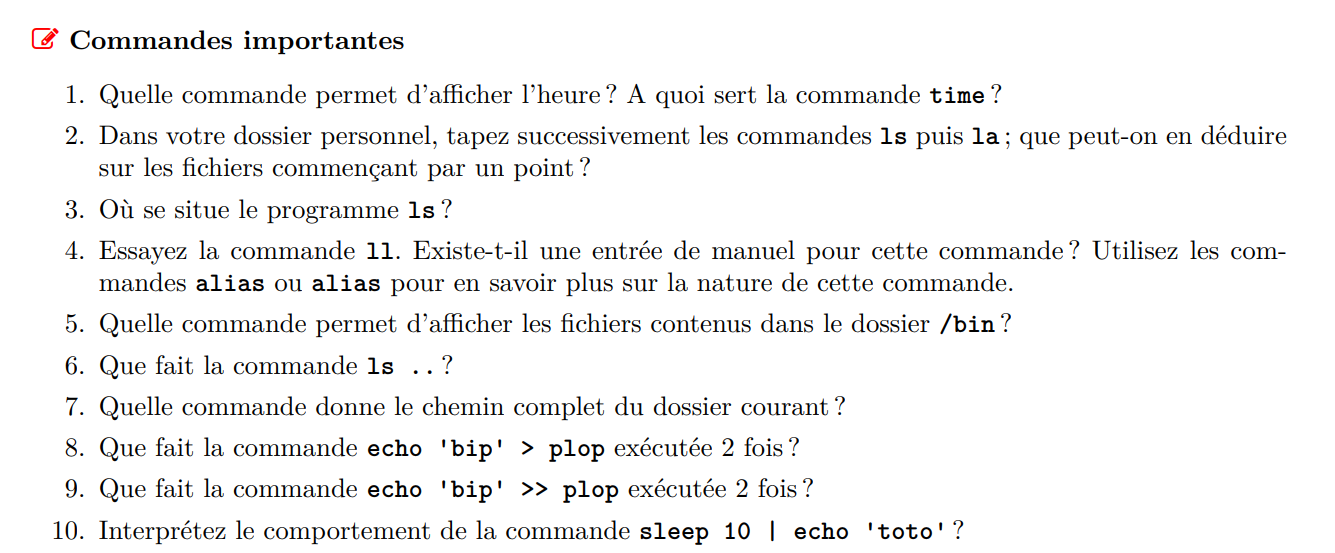 Commandes importantes
1. Quelle commande permet d'afficher l'heure ? A quoi sert la commande time ?
2. Dans votre dossier personnel, tapez successivement les commandes ls puis la ; que peut-on en déduire
sur les fichiers commençant par un point ?
3. Où se situe le programme ls ?
4. Essayez la commande ll. Existe-t-il une entrée de manuel pour cette commande ? Utilisez les com-
mandes alias ou alias pour en savoir plus sur la nature de cette commande.
5. Quelle commande permet d'afficher les fichiers contenus dans le dossier /bin ?
6. Que fait la commande ls .. ?
7. Quelle commande donne le chemin complet du dossier courant ?
8. Que fait la commande echo 'bip' > plop exécutée 2 fois ?
9. Que fait la commande echo 'bip' >> plop exécutée 2 fois ?
10. Interprétez le comportement de la commande sleep 10 | echo 'toto' ?